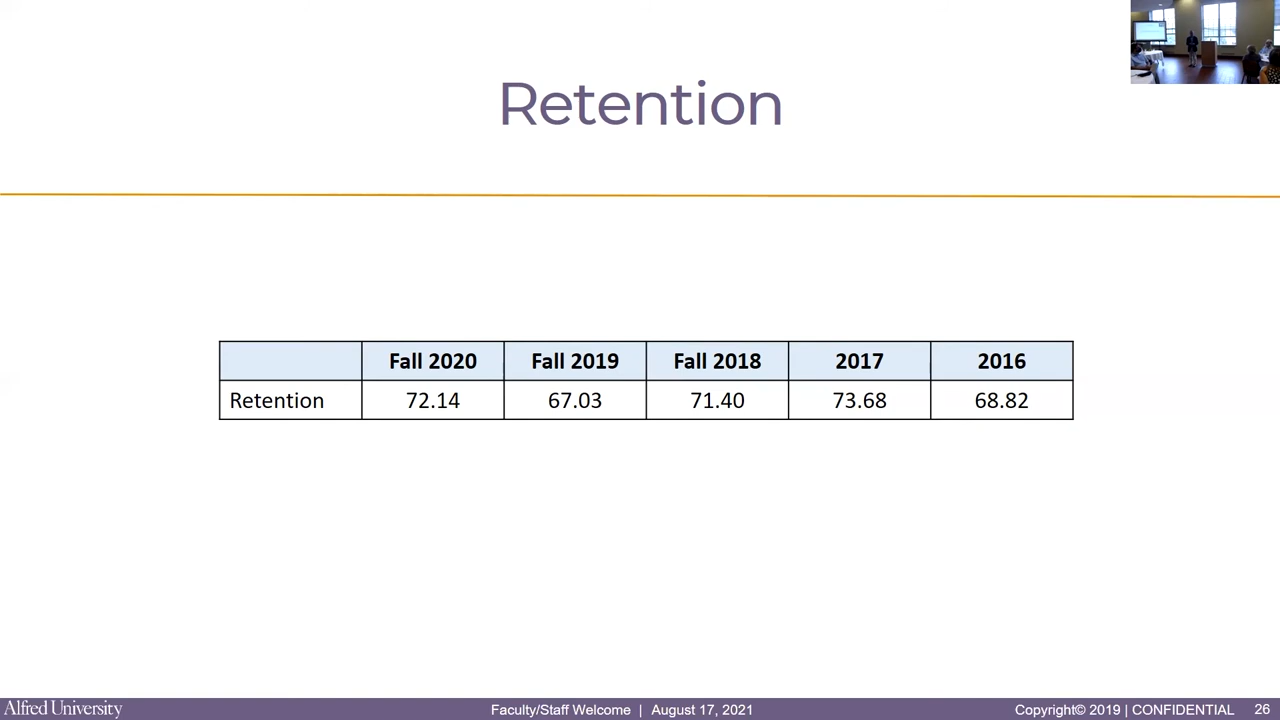 Retention
Fall 2020 Fall 2019 Fall 2018 2017 2016
Retention 72.14 67.03 71.40 73.68 68.82
Alfred University Faculty/Staff Welcome | August 17, 2021 Copyright© 2019 | CONFIDENTIAL 26